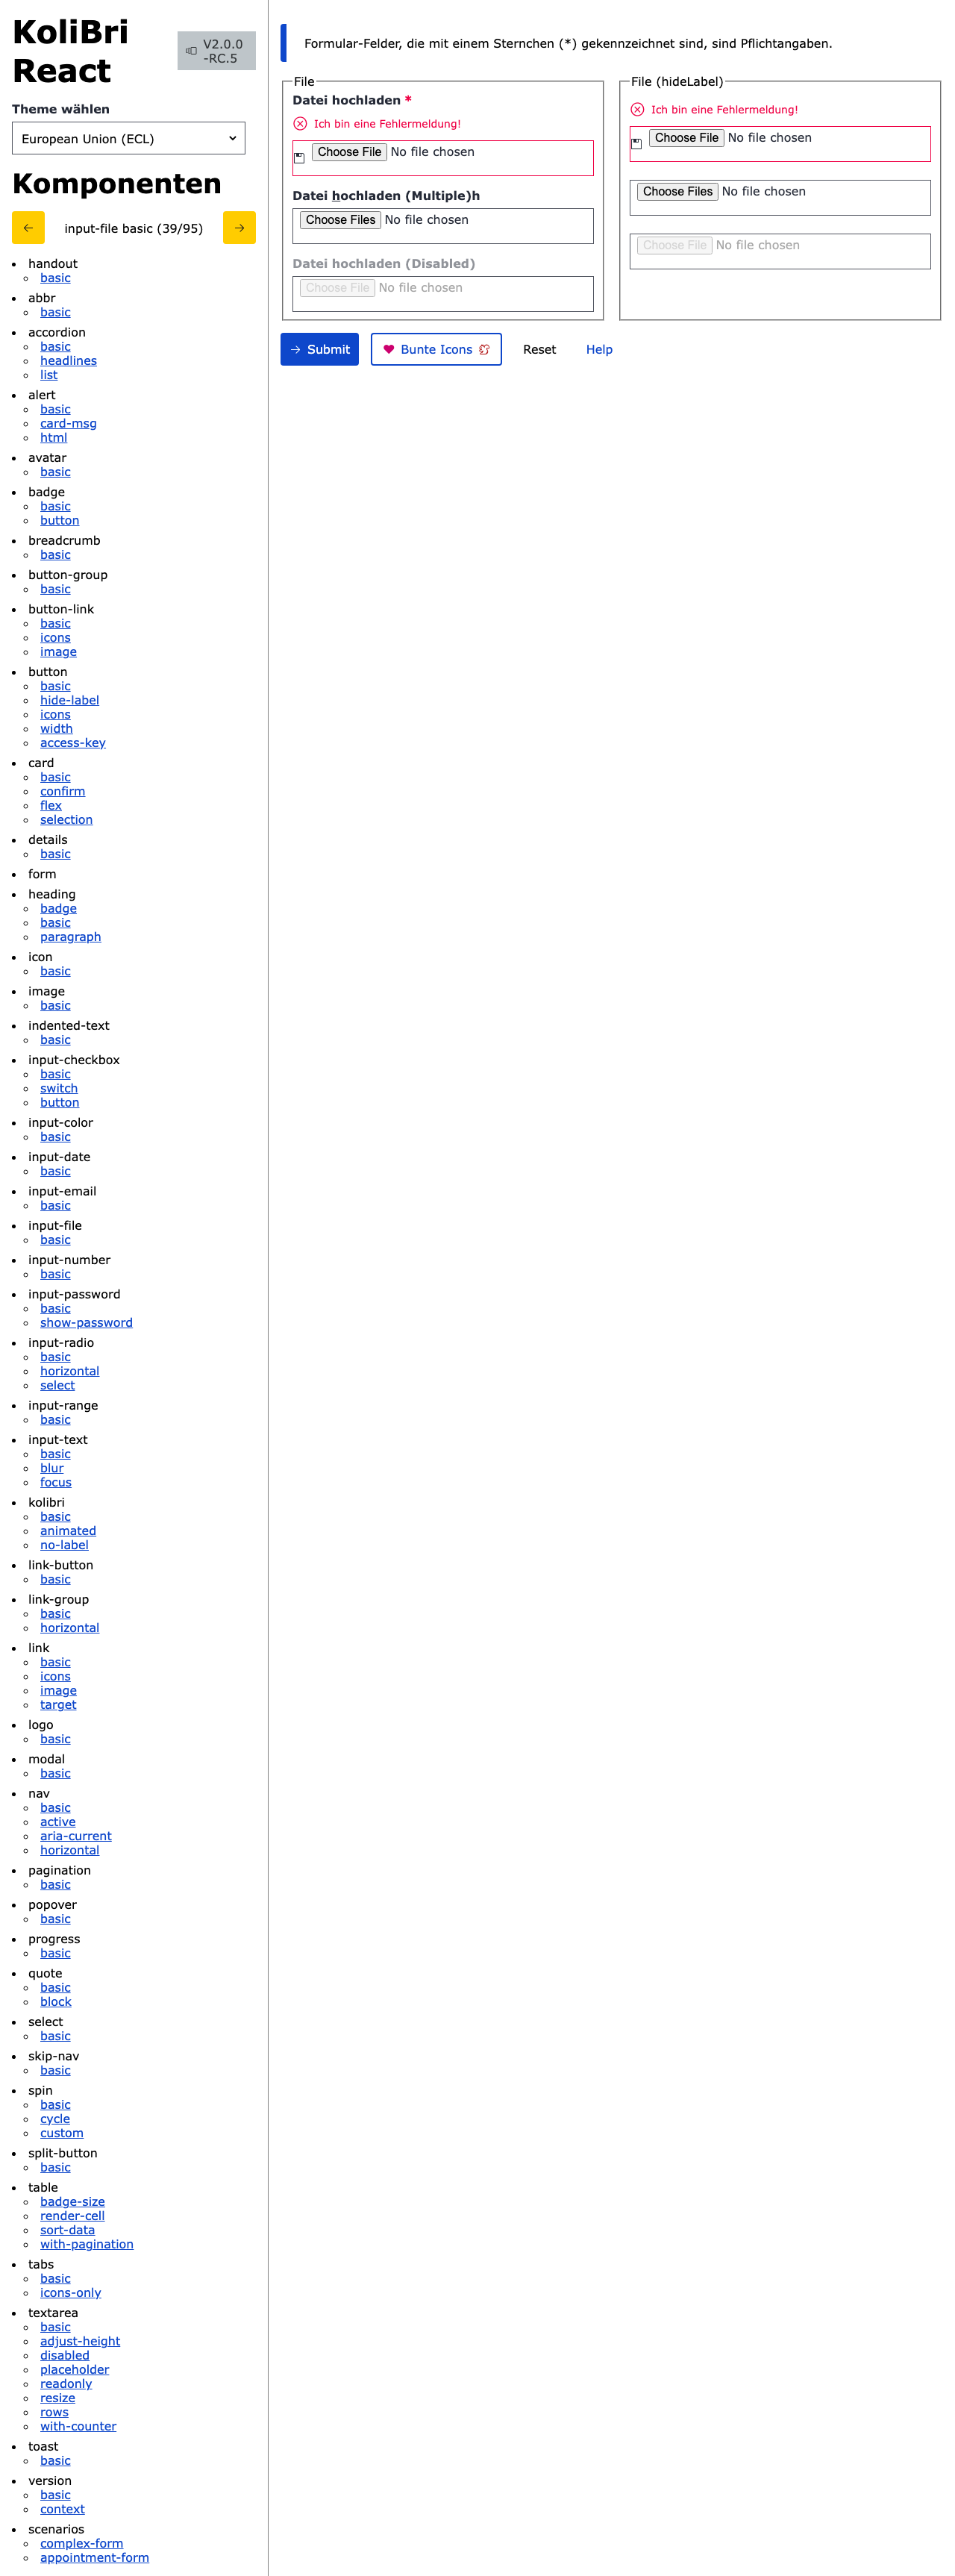 KoliBri
React
V2.0.0
-RC.5
Theme wählen
European Union (ECL)
Komponenten
input-file basic (39/95)
handout
basic
abbr
basic
accordion
basic
headlines
list
alert
basic
card-msg
html
avatar
basic
badge
basic
button
breadcrumb
basic
button-group
basic
button-link
basic
icons
image
button
basic
hide-label
icons
width
access-key
card
basic
confirm
flex
selection
details
basic
form
heading
badge
basic
paragraph
icon
basic
image
basic
indented-text
basic
input-checkbox
basic
switch
button
input-color
basic
input-date
basic
input-email
basic
input-file
basic
input-number
basic
input-password
basic
show-password
input-radio
basic
horizontal
select
input-range
basic
input-text
basic
blur
focus
kolibri
basic
animated
no-label
link-button
basic
link-group
basic
horizontal
link
basic
icons
image
target
logo
basic
modal
basic
nav
basic
active
aria-current
horizontal
pagination
basic
popover
basic
progress
basic
quote
basic
block
select
basic
skip-nav
basic
spin
basic
cycle
custom
split-button
basic
table
badge-size
render-cell
sort-data
with-pagination
tabs
basic
icons-only
textarea
basic
adjust-height
disabled
placeholder
readonly
resize
rows
with-counter
toast
basic
version
basic
context
scenarios
complex-form
appointment-form
Formular-Felder, die mit einem Sternchen (*) gekennzeichnet sind, sind Pflichtangaben.
File
Datei hochladen *
Ich bin eine Fehlermeldung!
Choose File No file chosen
Datei hochladen (Multiple)h
Choose Files No file chosen
Datei hochladen (Disabled)
Choose File No file chosen
File (hideLabel)
Ich bin eine Fehlermeldung!
Choose File No file chosen
Choose Files No file chosen
Choose File No file chosen
Submit
Bunte Icons
Reset
Help